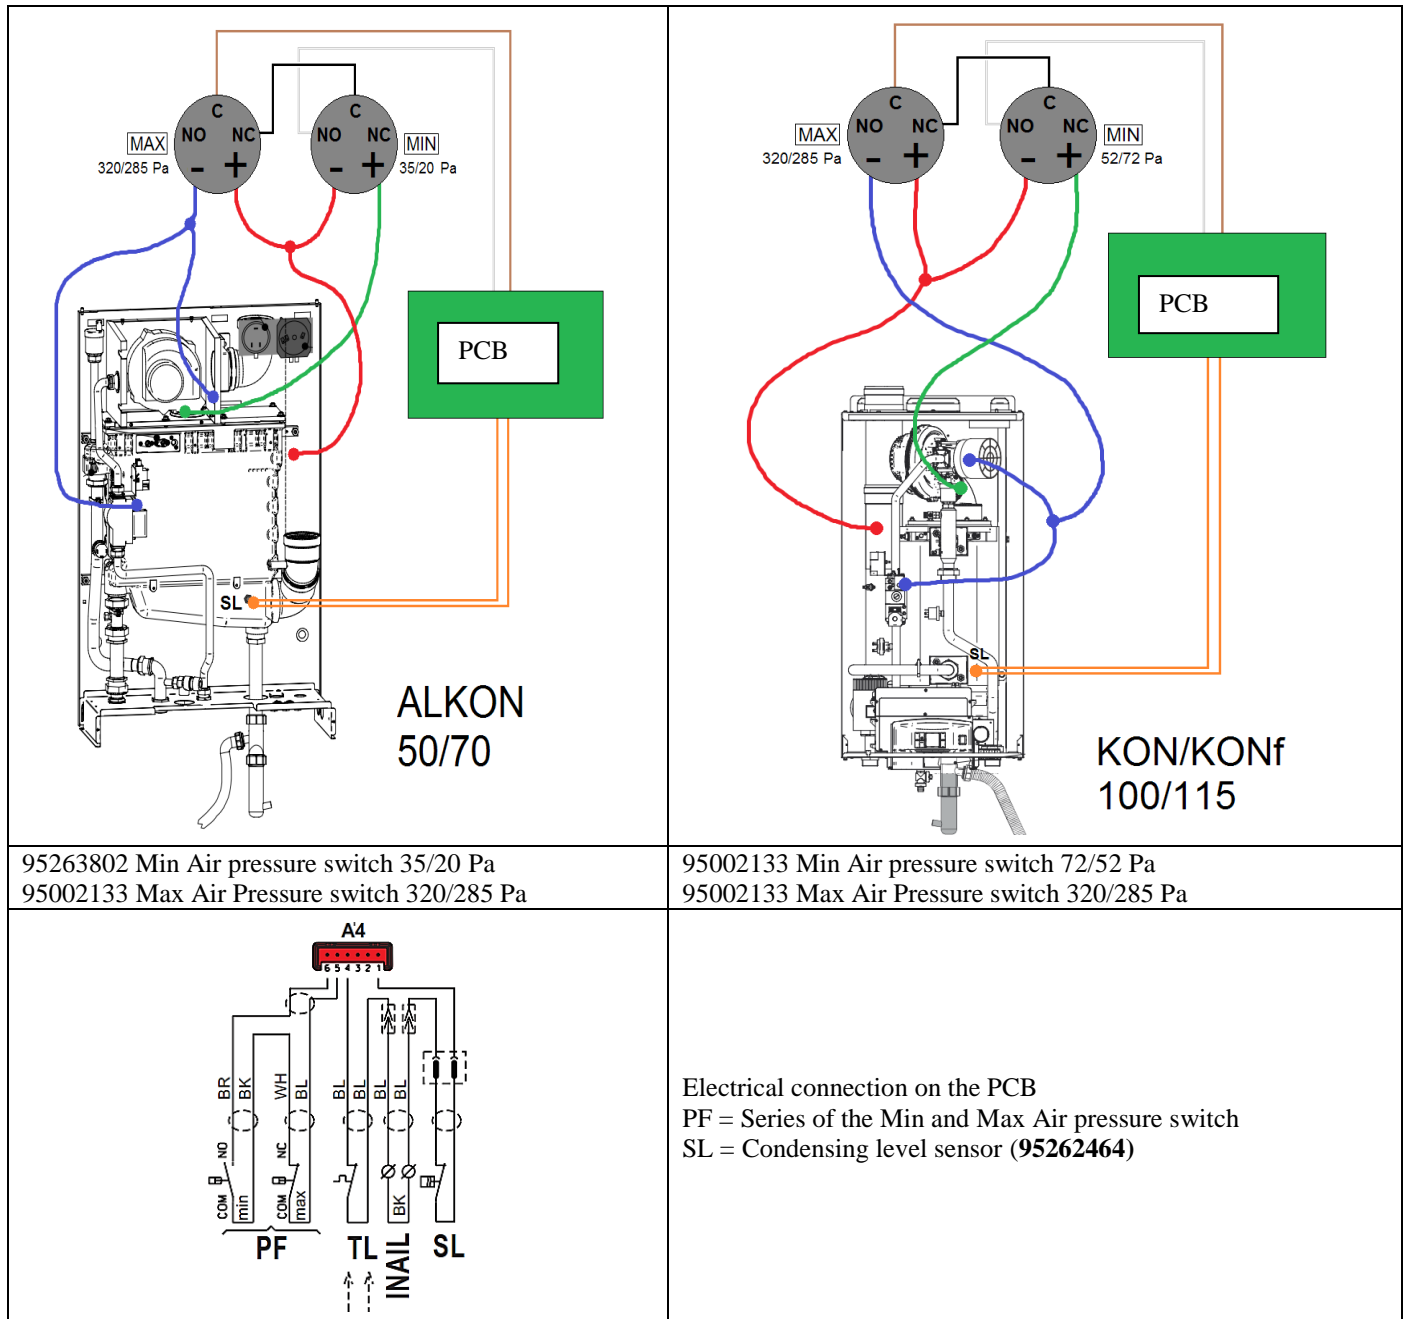 C
NO
NC
-
+
MAX
320/285 Pa
C
NO
NC
-
+
MIN
35/20 Pa
PCB
SL
ALKON
50/70
C
NO
NC
-
+
MAX
320/285 Pa
C
NO
NC
-
+
MIN
52/72 Pa
PCB
SL
KON/KONf
100/115
95263802 Min Air pressure switch 35/20 Pa
95002133 Max Air Pressure switch 320/285 Pa
95002133 Min Air pressure switch 72/52 Pa
95002133 Max Air Pressure switch 320/285 Pa
A4
6 5 4 3 2 1
BR
BK
WH
BL
BL
BL
BL
BL
NO
NC
COM
min
COM
max
BK
PF
TL
INAIL
SL
Electrical connection on the PCB
PF = Series of the Min and Max Air pressure switch
SL = Condensing level sensor (95262464)